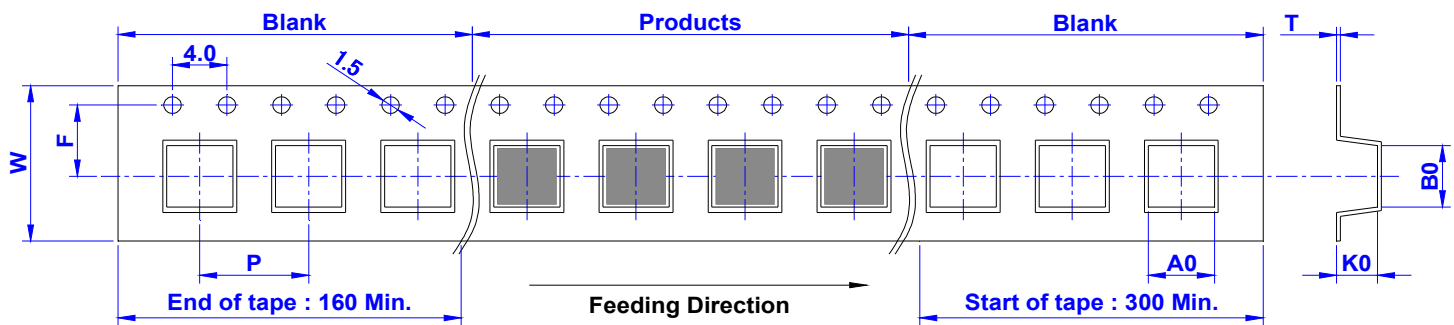 Blank
Products
Blank
T
4.0
1.5
F
W
B0
P
A0
K0
End of tape : 160 Min.
Feeding Direction
Start of tape : 300 Min.